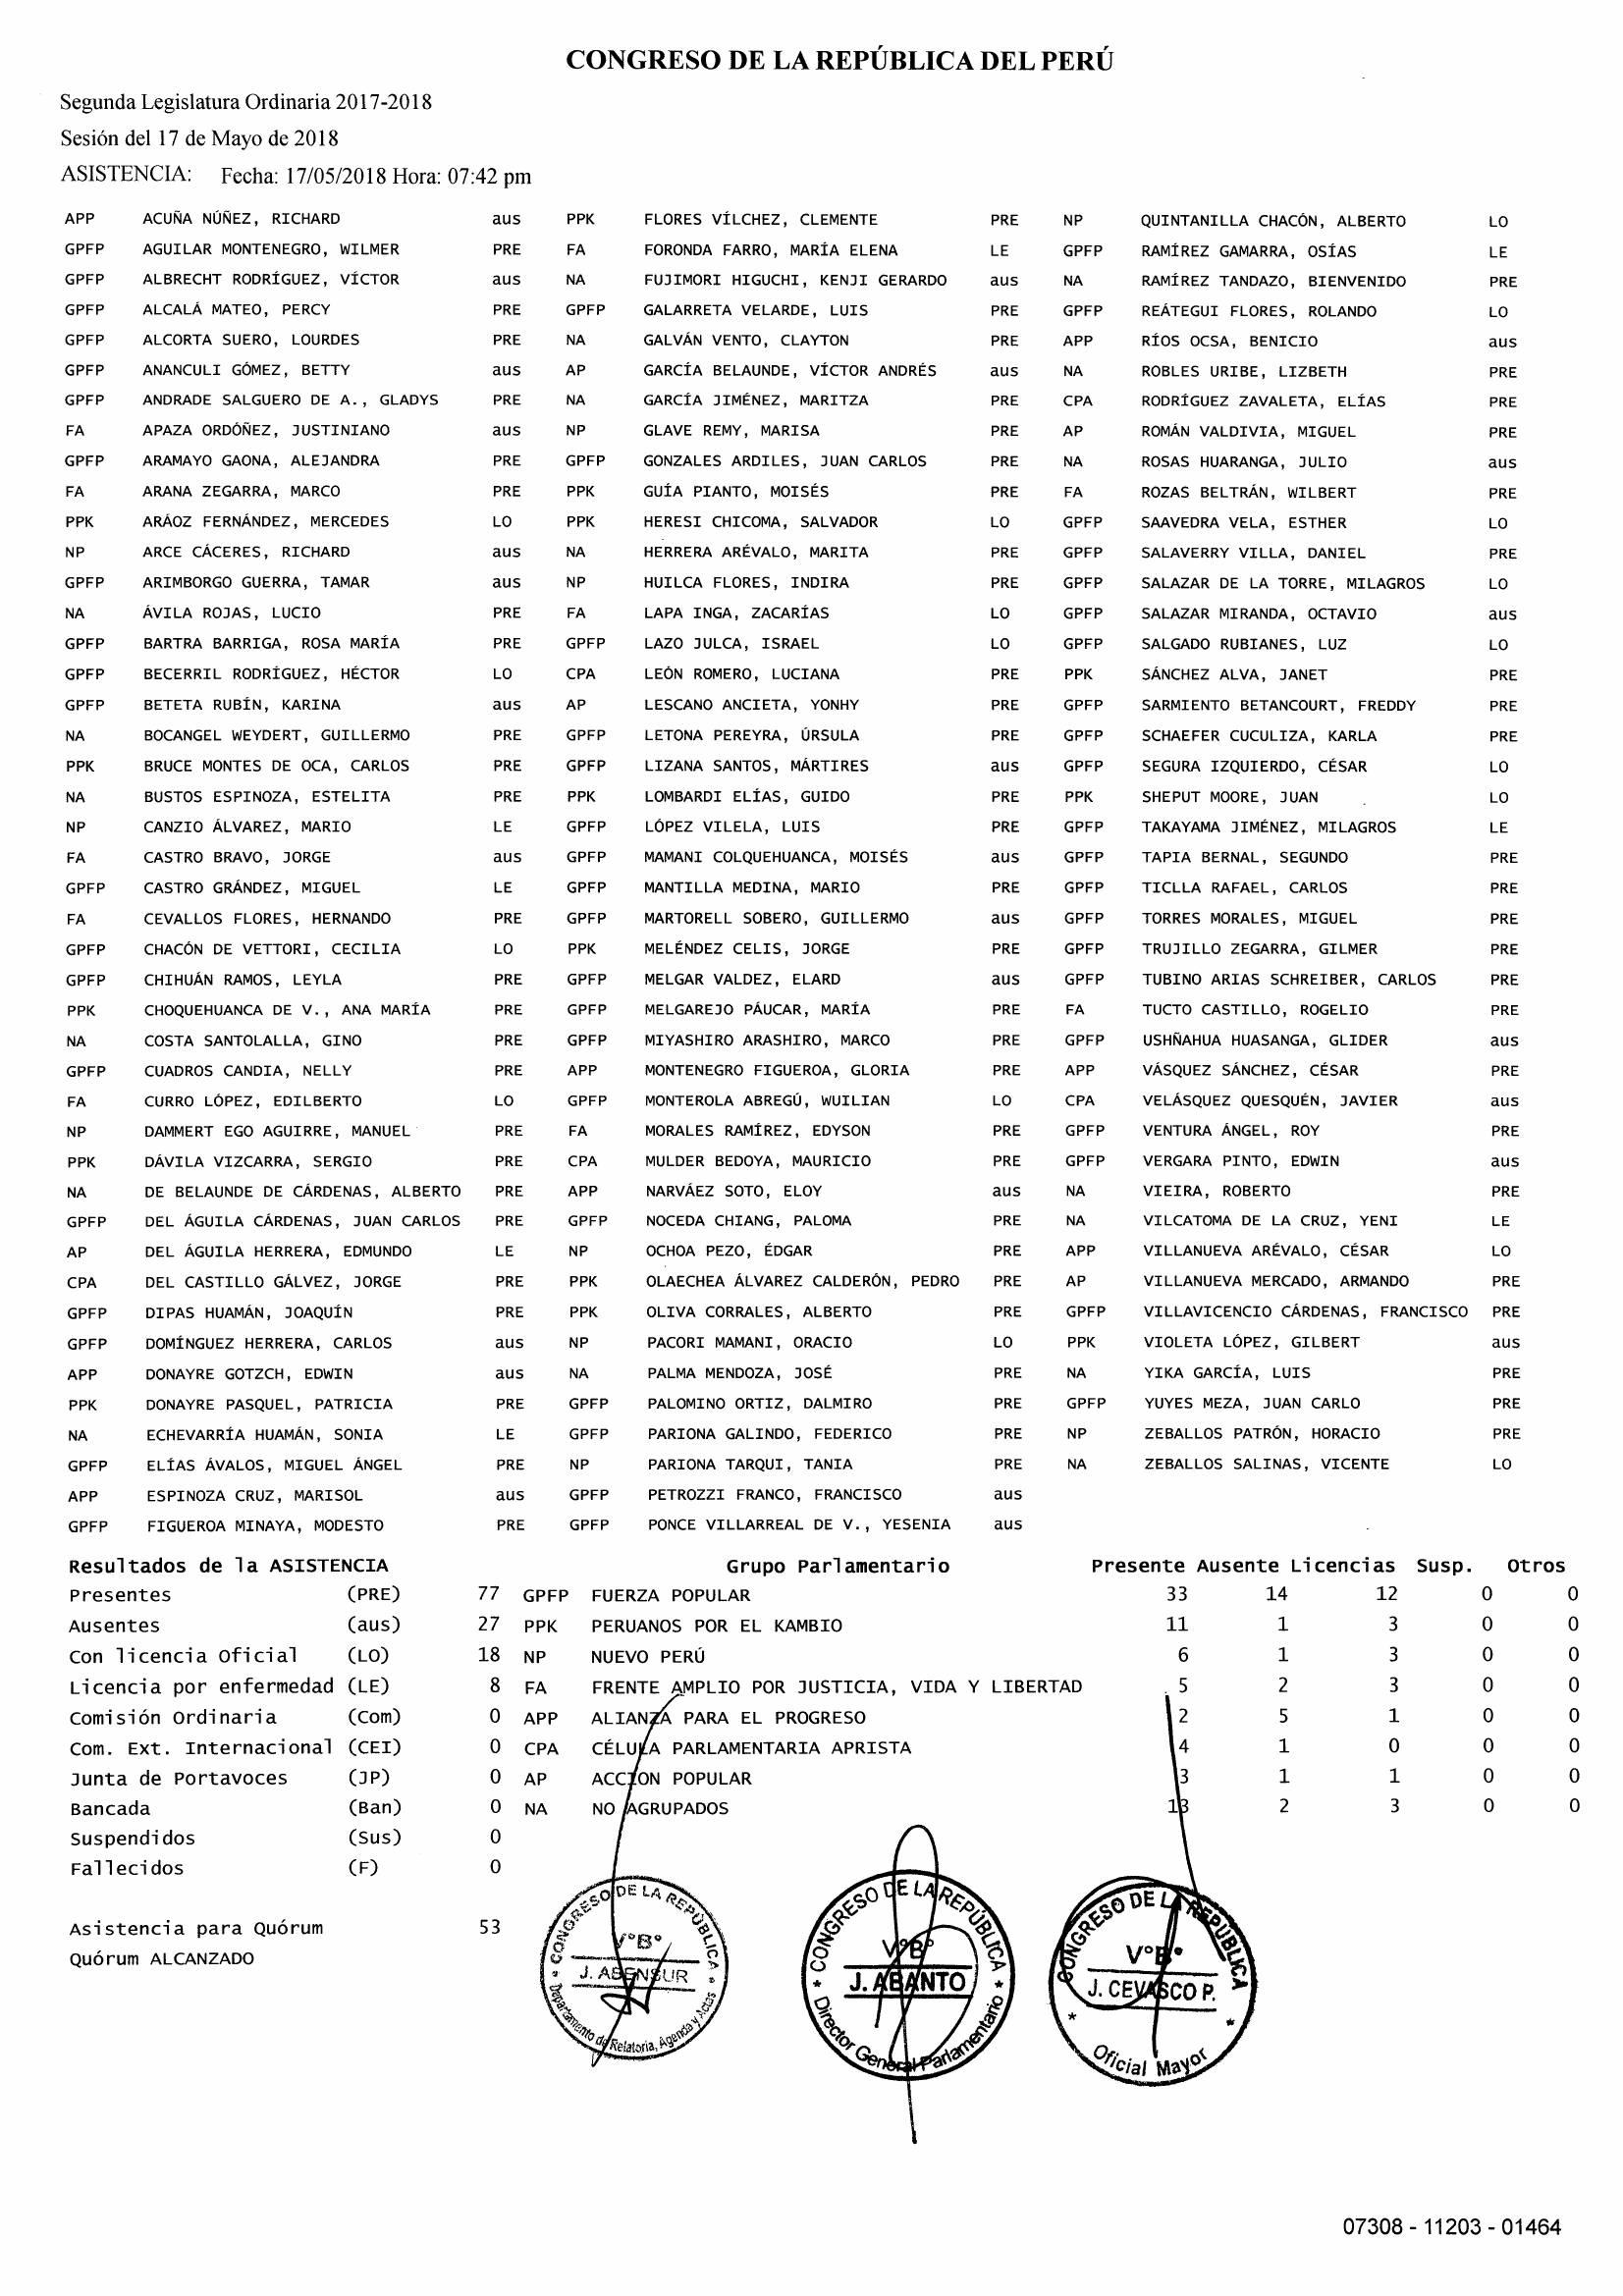 CONGRESO DE LA REPÚBLICA DEL PERÚ
Segunda Legislatura Ordinaria 2017-2018
Sesión del 17 de Mayo de 2018
ASISTENCIA: Fecha: 17/05/2018 Hora: 07:42 pm
APP ACUÑA NÚÑEZ, RICHARD aus PPK FLORES VÍLCHEZ, CLEMENTE PRE NP QUINTANILLA CHACÓN, ALBERTO LO
GPFP AGUILAR MONTENEGRO, WILMER PRE FA FORONDA FARRO, MARÍA ELENA LE GPFP RAMÍREZ GAMARRA, OSÍAS LE
GPFP ALBRECHT RODRÍGUEZ, VÍCTOR aus NA FUJIMORI HIGUCHI, KENJI GERARDO aus NA RAMÍREZ TANDAZO, BIENVENIDO PRE
GPFP ALCALÁ MATEO, PERCY PRE GPFP GALARRETA VELARDE, LUIS PRE GPFP REÁTEGUI FLORES, ROLANDO LO
GPFP ALCORTA SUERO, LOURDES PRE NA GALVÁN VENTO, CLAYTON PRE APP RÍOS OCSA, BENICIO aus
GPFP ANANCULI GÓMEZ, BETTY aus AP GARCÍA BELAUNDE, VÍCTOR ANDRÉS aus NA ROBLES URIBE, LIZBETH PRE
GPFP ANDRADE SALGUERO DE A., GLADYS PRE NA GARCÍA JIMÉNEZ, MARITZA PRE CPA RODRÍGUEZ ZAVALETA, ELÍAS PRE
FA APAZA ORDÓÑEZ, JUSTINIANO aus NP GLAVE REMY, MARISA PRE AP ROMÁN VALDIVIA, MIGUEL PRE
GPFP ARAMAYO GAONA, ALEJANDRA PRE GPFP GONZALES ARDILES, JUAN CARLOS PRE NA ROSAS HUARANGA, JULIO aus
FA ARANA ZEGARRA, MARCO PRE PPK GUÍA PIANTO, MOISÉS PRE FA ROZAS BELTRÁN, WILBERT PRE
PPK ARÁOZ FERNÁNDEZ, MERCEDES LO PPK HERESI CHICOMA, SALVADOR LO GPFP SAAVEDRA VELA, ESTHER LO
NP ARCE CÁCERES, RICHARD aus NA HERRERA ARÉVALO, MARITA PRE GPFP SALAVERRY VILLA, DANIEL PRE
GPFP ARIMBORGO GUERRA, TAMAR aus NP HUILCA FLORES, INDIRA PRE GPFP SALAZAR DE LA TORRE, MILAGROS LO
NA ÁVILA ROJAS, LUCIO PRE FA LAPA INGA, ZACARÍAS LO GPFP SALAZAR MIRANDA, OCTAVIO aus
GPFP BARTRA BARRIGA, ROSA MARÍA PRE GPFP LAZO JULCA, ISRAEL LO GPFP SALGADO RUBIANES, LUZ LO
GPFP BECERRIL RODRÍGUEZ, HÉCTOR LO CPA LEÓN ROMERO, LUCIANA PRE PPK SÁNCHEZ ALVA, JANET PRE
GPFP BETETA RUBÍN, KARINA aus AP LESCANO ANCIETA, YONHY PRE GPFP SARMIENTO BETANCOURT, FREDDY PRE
NA BOCANGEL WEYDERT, GUILLERMO PRE GPFP LETONA PEREYRA, ÚRSULA PRE GPFP SCHAEFER CUCULIZA, KARLA PRE
PPK BRUCE MONTES DE OCA, CARLOS PRE GPFP LIZANA SANTOS, MÁRTIRES aus GPFP SEGURA IZQUIERDO, CÉSAR LO
NA BUSTOS ESPINOZA, ESTELITA PRE PPK LOMBARDI ELÍAS, GUIDO PRE PPK SHEPUT MOORE, JUAN LO
NP CANZIO ÁLVAREZ, MARIO LE GPFP LÓPEZ VILELA, LUIS PRE GPFP TAKAYAMA JIMÉNEZ, MILAGROS LE
FA CASTRO BRAVO, JORGE aus GPFP MAMANI COLQUEHUANCA, MOISÉS aus GPFP TAPIA BERNAL, SEGUNDO PRE
GPFP CASTRO GRÁNDEZ, MIGUEL LE GPFP MANTILLA MEDINA, MARIO PRE GPFP TICLLA RAFAEL, CARLOS PRE
FA CEVALLOS FLORES, HERNANDO PRE GPFP MARTORELL SOBERO, GUILLERMO aus GPFP TORRES MORALES, MIGUEL PRE
GPFP CHACÓN DE VETTORI, CECILIA LO PPK MELÉNDEZ CELIS, JORGE PRE GPFP TRUJILLO ZEGARRA, GILMER PRE
GPFP CHIHUÁN RAMOS, LEYLA PRE GPFP MELGAR VALDEZ, ELARD aus GPFP TUBINO ARIAS SCHREIBER, CARLOS PRE
PPK CHOQUEHUANCA DE V., ANA MARÍA PRE GPFP MELGAREJO PÁUCAR, MARÍA PRE FA TUCTO CASTILLO, ROGELIO PRE
NA COSTA SANTOLALLA, GINO PRE GPFP MIYASHIRO ARASHIRO, MARCO PRE GPFP USHÑAHUA HUASANGA, GLIDER aus
GPFP CUADROS CANDIA, NELLY PRE APP MONTENEGRO FIGUEROA, GLORIA PRE APP VÁSQUEZ SÁNCHEZ, CÉSAR PRE
FA CURRO LÓPEZ, EDILBERTO LO GPFP MONTEROLA ABREGÚ, WUILIAN LO CPA VELÁSQUEZ QUESQUÉN, JAVIER aus
NP DAMMERT EGO AGUIRRE, MANUEL PRE FA MORALES RAMÍREZ, EDYSON PRE GPFP VENTURA ÁNGEL, ROY PRE
PPK DÁVILA VIZCARRA, SERGIO PRE CPA MULDER BEDOYA, MAURICIO PRE GPFP VERGARA PINTO, EDWIN aus
NA DE BELAUNDE DE CÁRDENAS, ALBERTO PRE APP NARVÁEZ SOTO, ELOY aus NA VIEIRA, ROBERTO PRE
GPFP DEL ÁGUILA CÁRDENAS, JUAN CARLOS PRE GPFP NOCEDA CHIANG, PALOMA PRE NA VILCATOMA DE LA CRUZ, YENI LE
AP DEL ÁGUILA HERRERA, EDMUNDO LE NP OCHOA PEZO, ÉDGAR PRE APP VILLANUEVA ARÉVALO, CÉSAR LO
CPA DEL CASTILLO GÁLVEZ, JORGE PRE PPK OLAECHEA ÁLVAREZ CALDERÓN, PEDRO PRE AP VILLANUEVA MERCADO, ARMANDO PRE
GPFP DIPAS HUAMÁN, JOAQUÍN PRE PPK OLIVA CORRALES, ALBERTO PRE GPFP VILLAVICENCIO CÁRDENAS, FRANCISCO PRE
GPFP DOMÍNGUEZ HERRERA, CARLOS aus NP PACORI MAMANI, ORACIO LO PPK VIOLETA LÓPEZ, GILBERT aus
APP DONAYRE GOTZCH, EDWIN aus NA PALMA MENDOZA, JOSÉ PRE NA YIKA GARCÍA, LUIS PRE
PPK DONAYRE PASQUEL, PATRICIA PRE GPFP PALOMINO ORTIZ, DALMIRO PRE GPFP YUYES MEZA, JUAN CARLO PRE
NA ECHEVARRÍA HUAMÁN, SONIA LE GPFP PARIONA GALINDO, FEDERICO PRE NP ZEBALLOS PATRÓN, HORACIO PRE
GPFP ELÍAS ÁVALOS, MIGUEL ÁNGEL PRE NP PARIONA TARQUI, TANIA PRE NA ZEBALLOS SALINAS, VICENTE LO
APP ESPINOZA CRUZ, MARISOL aus GPFP PETROZZI FRANCO, FRANCISCO aus
GPFP FIGUEROA MINAYA, MODESTO PRE GPFP PONCE VILLARREAL DE V., YESENIA aus
Resultados de la ASISTENCIA Grupo Parlamentario Presente Ausente Licencias Susp. Otros
Presentes (PRE) 77 GPFP FUERZA POPULAR 33 14 12 0 0
Ausentes (aus) 27 PPK PERUANOS POR EL KAMBIO 11 1 3 0 0
Con licencia Oficial (LO) 18 NP NUEVO PERÚ 6 1 3 0 0
Licencia por enfermedad (LE) 8 FA FRENTE AMPLIO POR JUSTICIA, VIDA Y LIBERTAD 5 2 3 0 0
Comisión Ordinaria (Com) 0 APP ALIANZA PARA EL PROGRESO 2 5 1 0 0
Com. Ext. Internacional (CEI) 0 CPA CÉLULA PARLAMENTARIA APRISTA 4 1 0 0 0
Junta de Portavoces (JP) 0 AP ACCION POPULAR 3 1 1 0 0
Bancada (Ban) 0 NA NO AGRUPADOS 13 2 3 0 0
Suspendidos (Sus) 0
Fallecidos (F) 0
Asistencia para Quórum 53
Quórum ALCANZADO
CONGRESO DE LA REPÚBLICA
V°B°
J. ABENSUR
Departamento de Relatoría, Agenda y Actas
CONGRESO DE LA REPÚBLICA
V°B°
J. ABANTO
Director General Parlamentario
CONGRESO DE LA REPÚBLICA
V°B°
J. CEVASCO P.
Oficial Mayor
07308 - 11203 - 01464